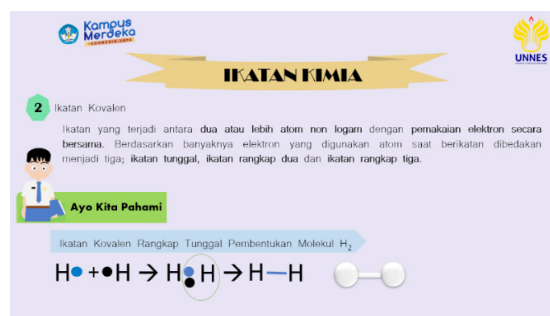 Kampus
Merdeka
INDONESIA JAYA
UNNES
IKATAN KIMIA
2 Ikatan Kovalen
Ikatan yang terjadi antara dua atau lebih atom non logam dengan pemakaian elektron secara
bersama. Berdasarkan banyaknya elektron yang digunakan atom saat berikatan dibedakan
menjadi tiga; ikatan tunggal, ikatan rangkap dua dan ikatan rangkap tiga.
Ayo Kita Pahami
Ikatan Kovalen Rangkap Tunggal Pembentukan Molekul H₂
H● + ●H → H : H → H — H